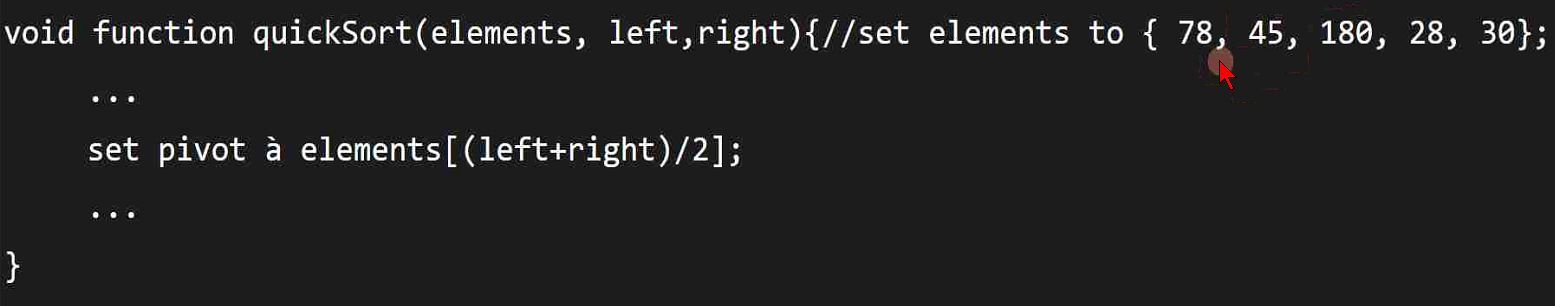 void function quickSort(elements, left,right){//set elements to { 78, 45, 180, 28, 30};
...
set pivot à elements[(left+right)/2];
...
}